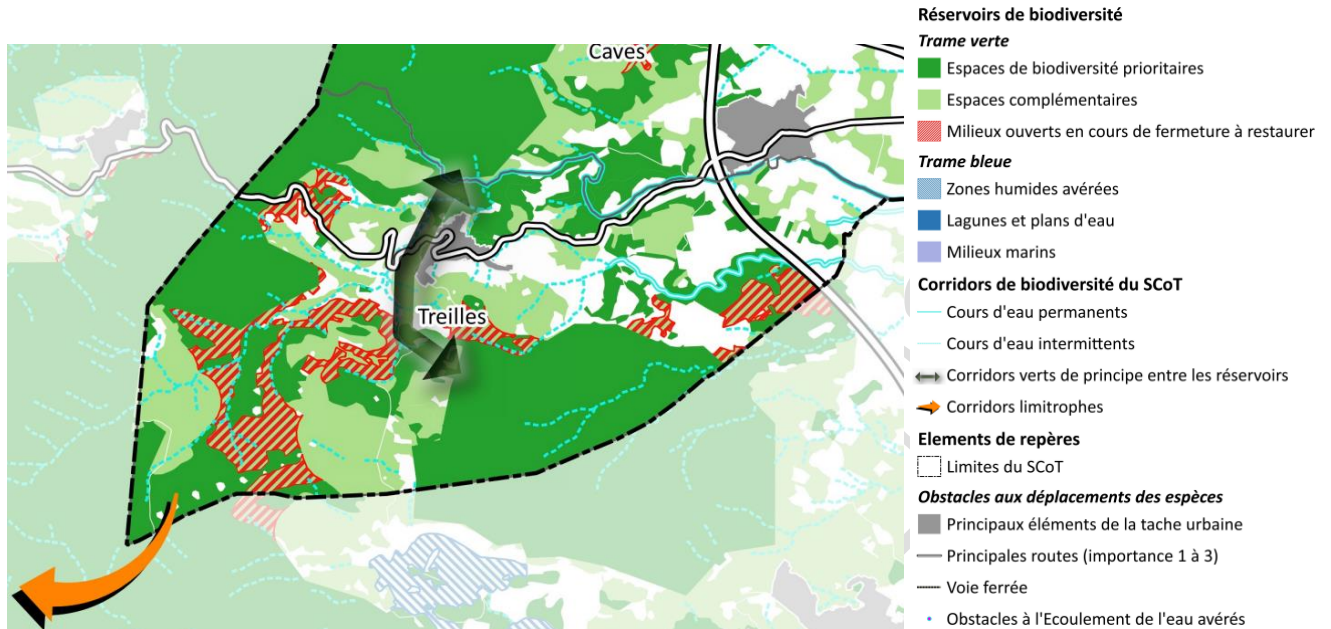 Caves
Treilles
Réservoirs de biodiversité
Trame verte
Espaces de biodiversité prioritaires
Espaces complémentaires
Milieux ouverts en cours de fermeture à restaurer
Trame bleue
Zones humides avérées
Lagunes et plans d'eau
Milieux marins
Corridors de biodiversité du SCoT
Cours d'eau permanents
Cours d'eau intermittents
Corridors verts de principe entre les réservoirs
Corridors limitrophes
Elements de repères
Limites du SCoT
Obstacles aux déplacements des espèces
Principaux éléments de la tache urbaine
Principales routes (importance 1 à 3)
Voie ferrée
Obstacles à l'Ecoulement de l'eau avérés